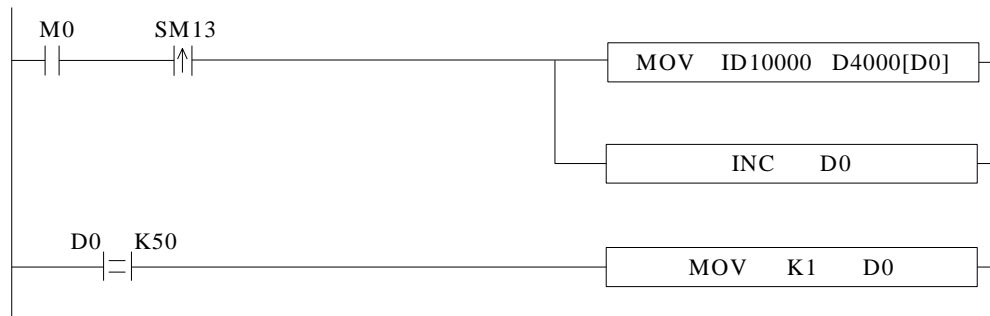 M0 SM13
MOV ID10000 D4000[D0]
INC D0
D0 K50
MOV K1 D0